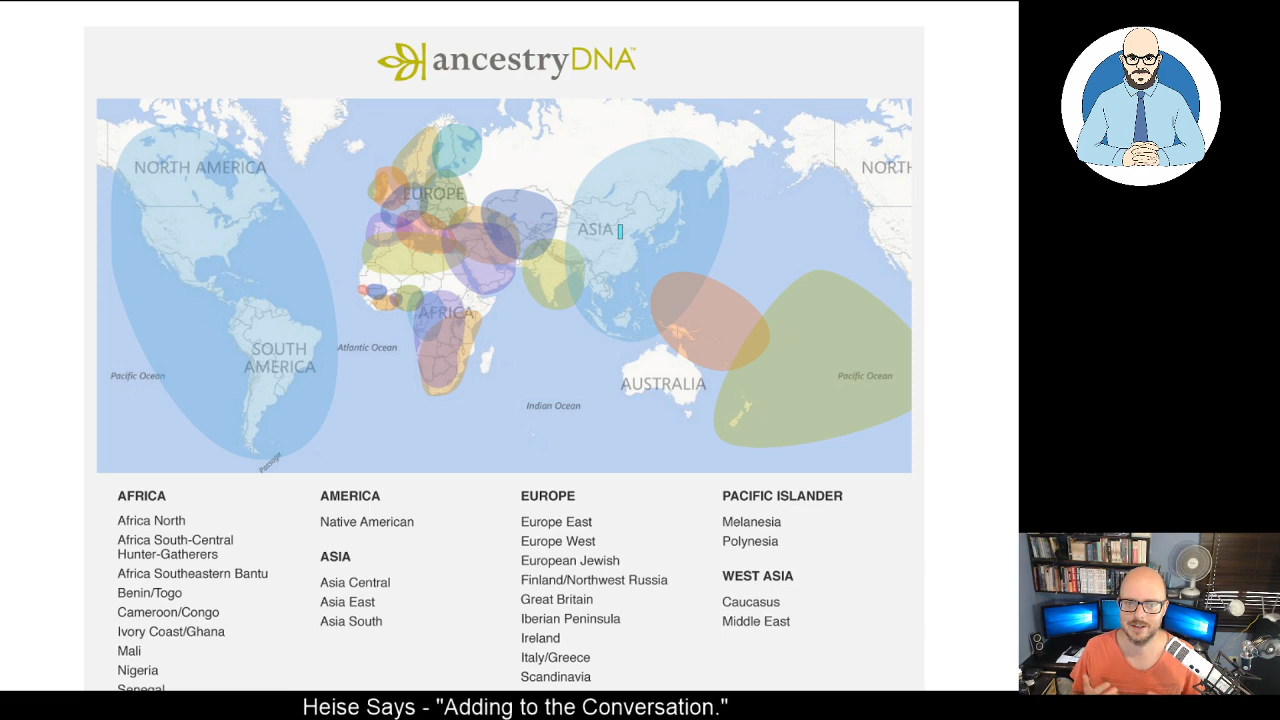 ancestryDNA™
NORTH AMERICA
EUROPE
ASIA
NORTH
AFRICA
SOUTH
AMERICA
Atlantic Ocean
Pacific Ocean
AUSTRALIA
Pacific Ocean
Indian Ocean
Passage
AFRICA
Africa North
Africa South-Central
Hunter-Gatherers
Africa Southeastern Bantu
Benin/Togo
Cameroon/Congo
Ivory Coast/Ghana
Mali
Nigeria
Senegal
AMERICA
Native American
ASIA
Asia Central
Asia East
Asia South
EUROPE
Europe East
Europe West
European Jewish
Finland/Northwest Russia
Great Britain
Iberian Peninsula
Ireland
Italy/Greece
Scandinavia
PACIFIC ISLANDER
Melanesia
Polynesia
WEST ASIA
Caucasus
Middle East
Heise Says - "Adding to the Conversation."